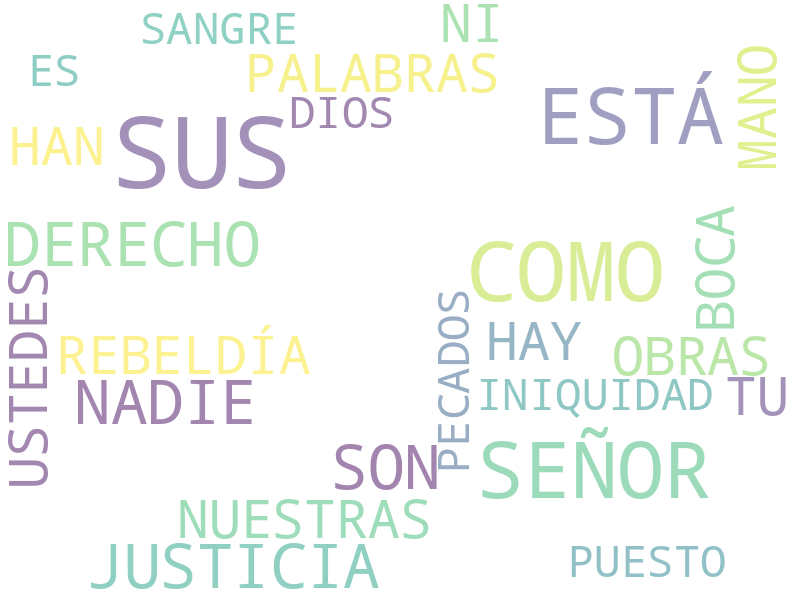 SANGRE
NI
ES
PALABRAS
MANO
DIOS
ESTÁ
HAN
SUS
DERECHO
BOCA
COMO
USTEDES
PECADOS
HAY
REBELDÍA
OBRAS
NADIE
INIQUIDAD
TU
SON
SEÑOR
NUESTRAS
JUSTICIA
PUESTO